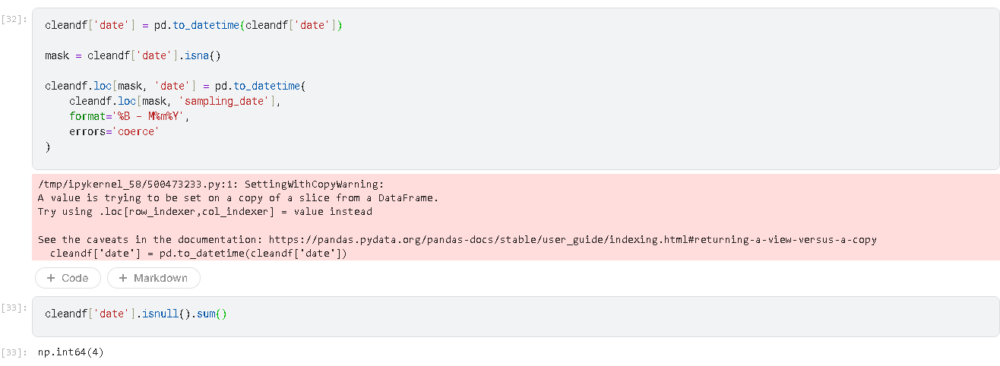 [32]:
cleandf['date'] = pd.to_datetime(cleandf['date'])
mask = cleandf['date'].isna()
cleandf.loc[mask, 'date'] = pd.to_datetime(
    cleandf.loc[mask, 'sampling_date'],
    format='%B - M%m%Y',
    errors='coerce'
)
/tmp/ipykernel_58/500473233.py:1: SettingWithCopyWarning:
A value is trying to be set on a copy of a slice from a DataFrame.
Try using .loc[row_indexer,col_indexer] = value instead
See the caveats in the documentation: https://pandas.pydata.org/pandas-docs/stable/user_guide/indexing.html#returning-a-view-versus-a-copy
  cleandf['date'] = pd.to_datetime(cleandf['date'])
+ Code + Markdown
[33]:
cleandf['date'].isnull().sum()
[33]: np.int64(4)